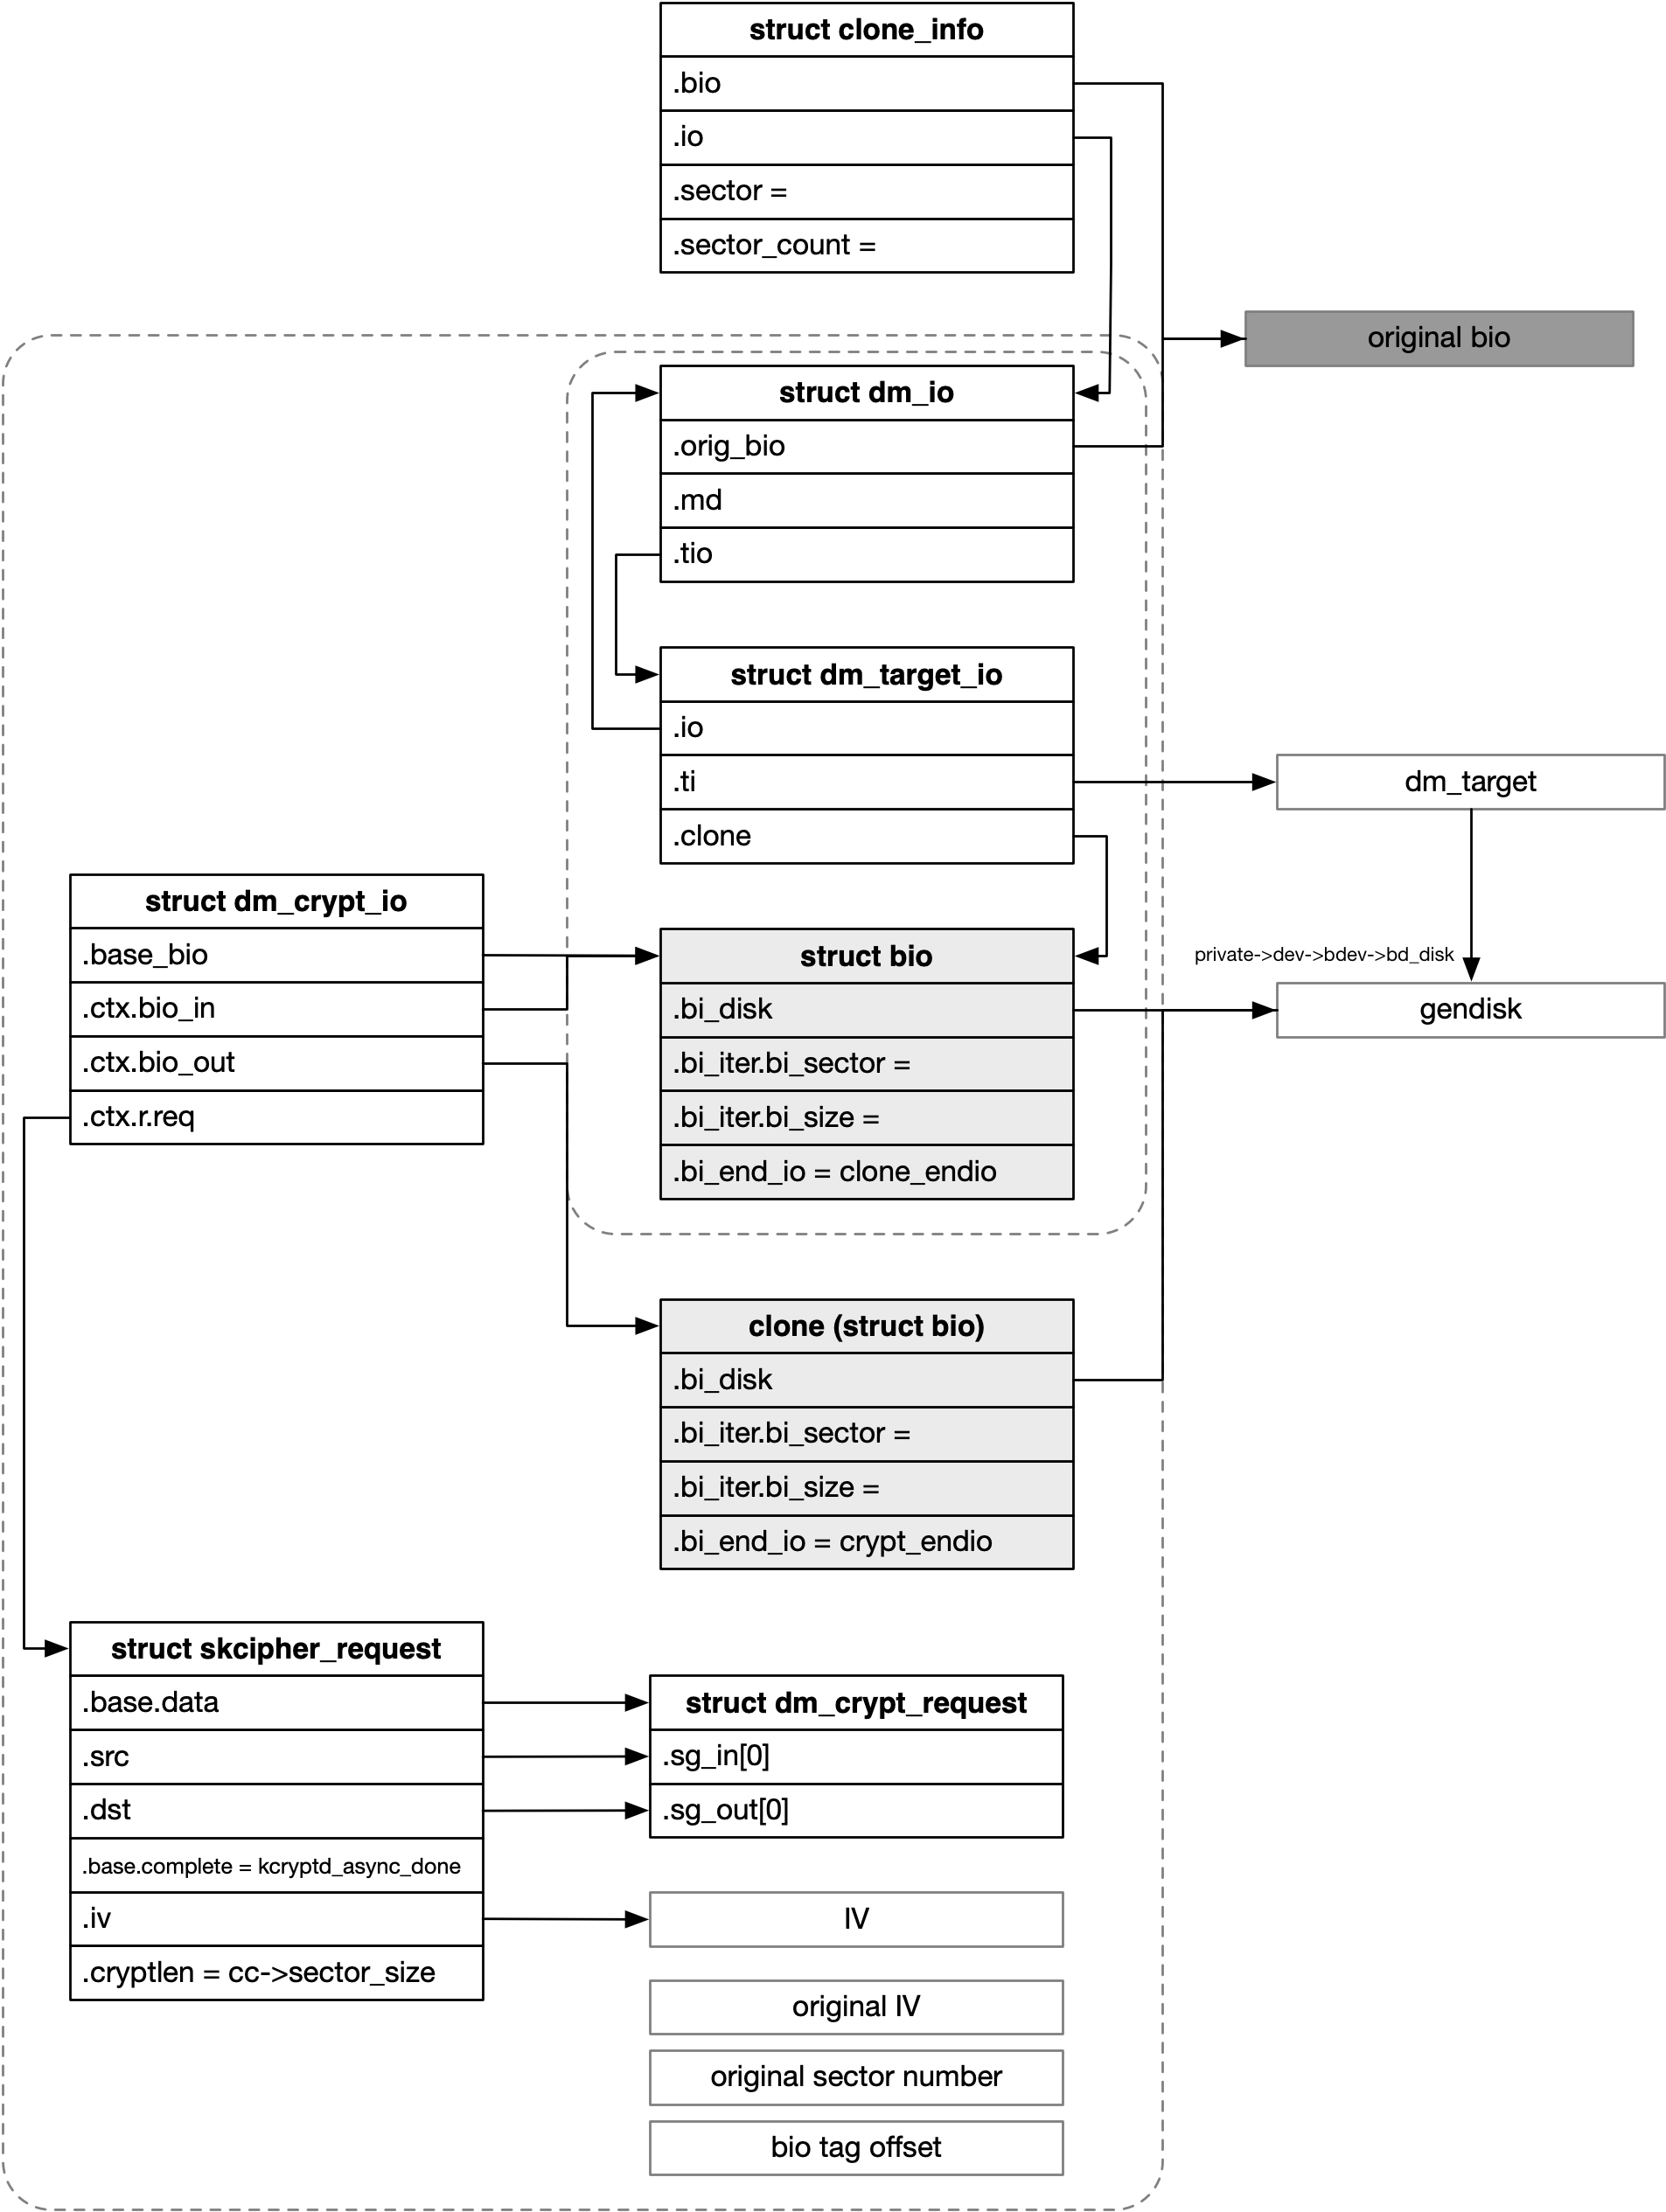 struct clone_info
.bio
.io
.sector =
.sector_count =
original bio
struct dm_io
.orig_bio
.md
.tio
struct dm_target_io
.io
.ti
.clone
dm_target
struct dm_crypt_io
.base_bio
.ctx.bio_in
.ctx.bio_out
.ctx.r.req
struct bio
.bi_disk
.bi_iter.bi_sector =
.bi_iter.bi_size =
.bi_end_io = clone_endio
private->dev->bdev->bd_disk
gendisk
clone (struct bio)
.bi_disk
.bi_iter.bi_sector =
.bi_iter.bi_size =
.bi_end_io = crypt_endio
struct skcipher_request
.base.data
.src
.dst
.base.complete = kcryptd_async_done
.iv
.cryptlen = cc->sector_size
struct dm_crypt_request
.sg_in[0]
.sg_out[0]
IV
original IV
original sector number
bio tag offset